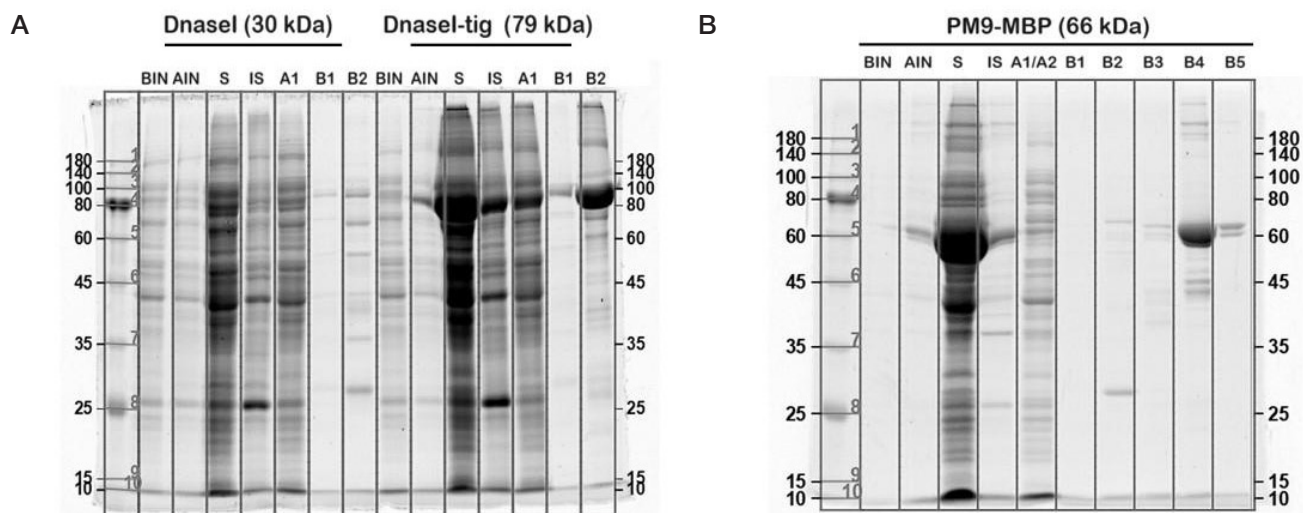 A
DnaseI (30 kDa) DnaseI-tig (79 kDa)
BIN AIN S IS A1 B1 B2 BIN AIN S IS A1 B1 B2
180 1 180
140 2 140
100 3 100
80 4 80
60 5 60
45 6 45
35 7 35
25 8 25
15 9 15
10 10 10
B
PM9-MBP (66 kDa)
BIN AIN S IS A1/A2 B1 B2 B3 B4 B5
180 1 180
140 2 140
100 3 100
80 4 80
60 5 60
45 6 45
35 7 35
25 8 25
15 9 15
10 10 10